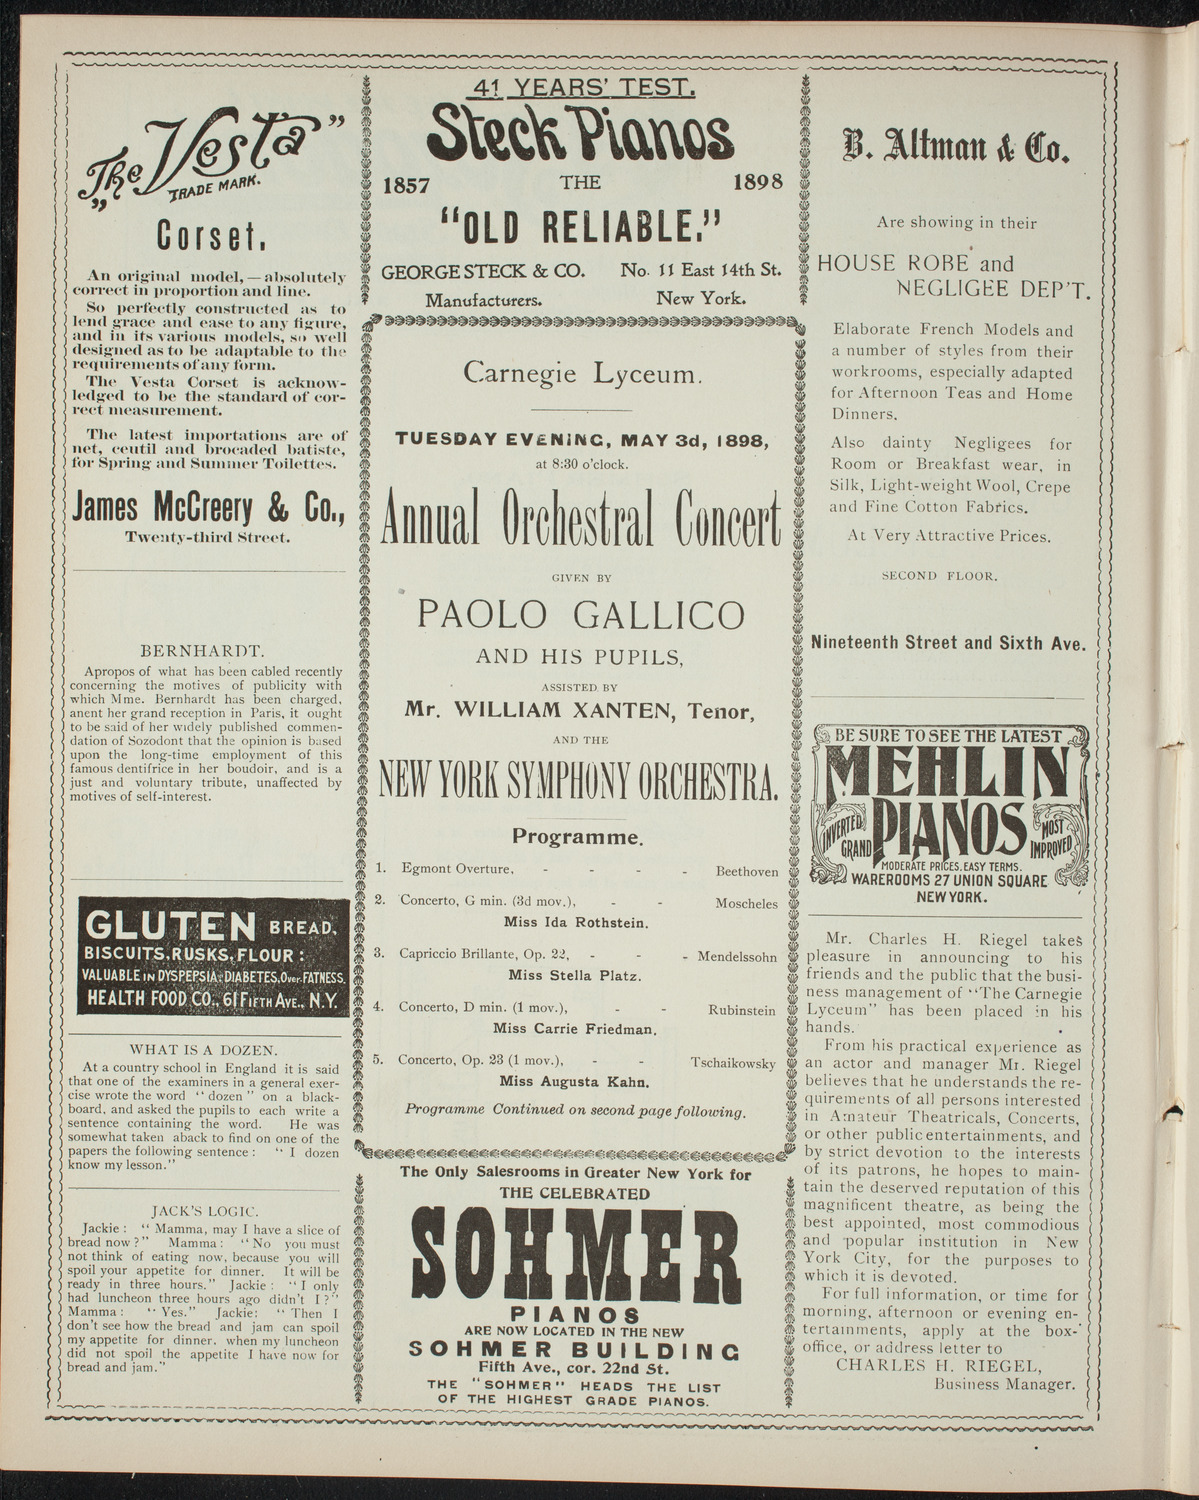 "The Vesta"
TRADE MARK.
Corset.
An original model,—absolutely
correct in proportion and line.
So perfectly constructed as to
lend grace and ease to any figure,
and in its various models, so well
designed as to be adaptable to the
requirements of any form.
The Vesta Corset is acknow-
ledged to be the standard of cor-
rect measurement.
The latest importations are of
net, coutil and brocaded batiste,
for Spring and Summer Toilettes.
James McCreery & Co.,
Twenty-third Street.
BERNHARDT.
Apropos of what has been cabled recently
concerning the motives of publicity with
which Mme. Bernhardt has been charged,
anent her grand reception in Paris, it ought
to be said of her widely published commen-
dation of Sozodont that the opinion is based
upon the long-time employment of this
famous dentifrice in her boudoir, and is a
just and voluntary tribute, unaffected by
motives of self-interest.
GLUTEN BREAD,
BISCUITS, RUSKS, FLOUR:
VALUABLE IN DYSPEPSIA, DIABETES, OVER-FATNESS.
HEALTH FOOD CO., 61 FIFTH AVE., N.Y.
WHAT IS A DOZEN.
At a country school in England it is said
that one of the examiners in a general exer-
cise wrote the word "dozen" on a black-
board, and asked the pupils to each write a
sentence containing the word. He was
somewhat taken aback to find on one of the
papers the following sentence: "I dozen
know my lesson."
JACK'S LOGIC.
Jackie: "Mamma, may I have a slice of
bread now?" Mamma: "No you must
not think of eating now, because you will
spoil your appetite for dinner. It will be
ready in three hours." Jackie: "I only
had luncheon three hours ago didn't I?"
Mamma: "Yes." Jackie: "Then I
don't see how the bread and jam can spoil
my appetite for dinner, when my luncheon
did not spoil the appetite I have now for
bread and jam."
41 YEARS' TEST.
Steck Pianos
1857 THE 1898
"OLD RELIABLE."
GEORGE STECK & CO. No. 11 East 14th St.
Manufacturers. New York.
Carnegie Lyceum.
TUESDAY EVENING, MAY 3d, 1898,
at 8:30 o'clock.
Annual Orchestral Concert
GIVEN BY
PAOLO GALLICO
AND HIS PUPILS,
ASSISTED BY
Mr. WILLIAM XANTEN, Tenor,
AND THE
NEW YORK SYMPHONY ORCHESTRA.
Programme.
1. Egmont Overture, - - - - Beethoven
2. Concerto, G min. (3d mov.), - - Moscheles
Miss Ida Rothstein.
3. Capriccio Brillante, Op. 22, - - - Mendelssohn
Miss Stella Platz.
4. Concerto, D min. (1 mov.), - - Rubinstein
Miss Carrie Friedman.
5. Concerto, Op. 23 (1 mov.), - - Tschaikowsky
Miss Augusta Kahn.
Programme Continued on second page following.
The Only Salesrooms in Greater New York for
THE CELEBRATED
SOHMER
PIANOS
ARE NOW LOCATED IN THE NEW
SOHMER BUILDING
Fifth Ave., cor. 22nd St.
THE "SOHMER" HEADS THE LIST
OF THE HIGHEST GRADE PIANOS.
B. Altman & Co.
Are showing in their
HOUSE ROBE and
NEGLIGEE DEP'T.
Elaborate French Models and
a number of styles from their
workrooms, especially adapted
for Afternoon Teas and Home
Dinners.
Also dainty Negligees for
Room or Breakfast wear, in
Silk, Light-weight Wool, Crepe
and Fine Cotton Fabrics.
At Very Attractive Prices.
SECOND FLOOR.
Nineteenth Street and Sixth Ave.
BE SURE TO SEE THE LATEST
MEHLIN
INVERTED GRAND PIANOS MOST IMPROVED
MODERATE PRICES, EASY TERMS.
WAREROOMS 27 UNION SQUARE
NEW YORK.
Mr. Charles H. Riegel takes
pleasure in announcing to his
friends and the public that the busi-
ness management of "The Carnegie
Lyceum" has been placed in his
hands.
From his practical experience as
an actor and manager Mr. Riegel
believes that he understands the re-
quirements of all persons interested
in Amateur Theatricals, Concerts,
or other public entertainments, and
by strict devotion to the interests
of its patrons, he hopes to main-
tain the deserved reputation of this
magnificent theatre, as being the
best appointed, most commodious
and popular institution in New
York City, for the purposes to
which it is devoted.
For full information, or time for
morning, afternoon or evening en-
tertainments, apply at the box-
office, or address letter to
CHARLES H. RIEGEL,
Business Manager.